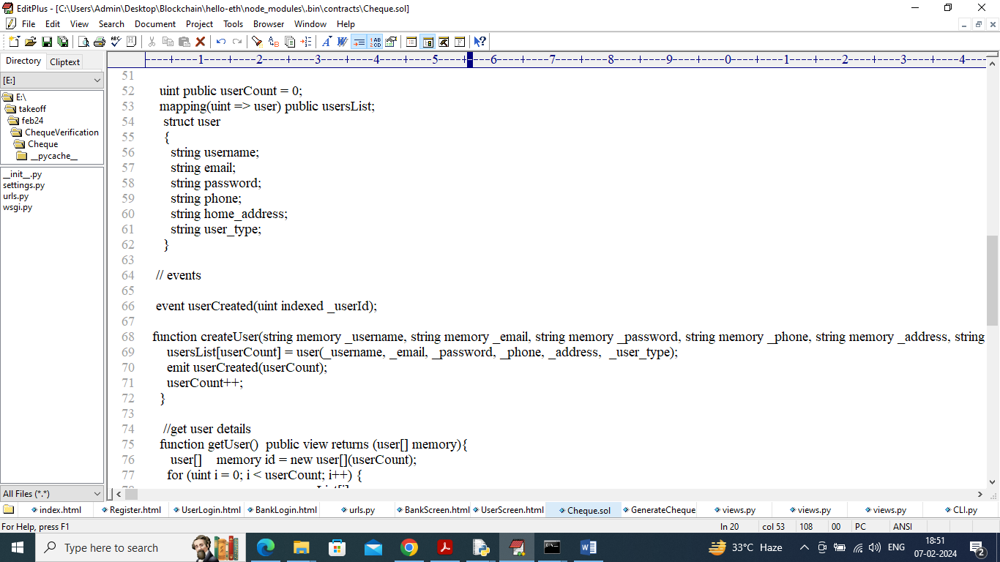 EditPlus - [C:\Users\Admin\Desktop\Blockchain\hello-eth\node_modules\.bin\contracts\Cheque.sol]
File Edit View Search Document Project Tools Browser Window Help
Directory Cliptext
[E:]
E:\
takeoff
feb24
ChequeVerification
Cheque
__pycache__
__init__.py
settings.py
urls.py
wsgi.py
All Files (*.*)
----+----1----+----2----+----3----+----4----+----5----+----6----+----7----+----8----+----9----+----0----+----1----+----2----+----3----+----4----
51
52 uint public userCount = 0;
53 mapping(uint => user) public usersList;
54 struct user
55 {
56 string username;
57 string email;
58 string password;
59 string phone;
60 string home_address;
61 string user_type;
62 }
63
64 // events
65
66 event userCreated(uint indexed _userId);
67
68 function createUser(string memory _username, string memory _email, string memory _password, string memory _phone, string memory _address, string
69 usersList[userCount] = user(_username, _email, _password, _phone, _address,  _user_type);
70 emit userCreated(userCount);
71 userCount++;
72 }
73
74 //get user details
75 function getUser()  public view returns (user[] memory){
76 user[]    memory id = new user[](userCount);
77 for (uint i = 0; i < userCount; i++) {
index.html Register.html UserLogin.html BankLogin.html urls.py BankScreen.html UserScreen.html Cheque.sol GenerateCheque views.py views.py views.py CLI.py
For Help, press F1 ln 20 col 53 108 00 PC ANSI
Type here to search 33°C Haze ENG 18:51
07-02-2024 2